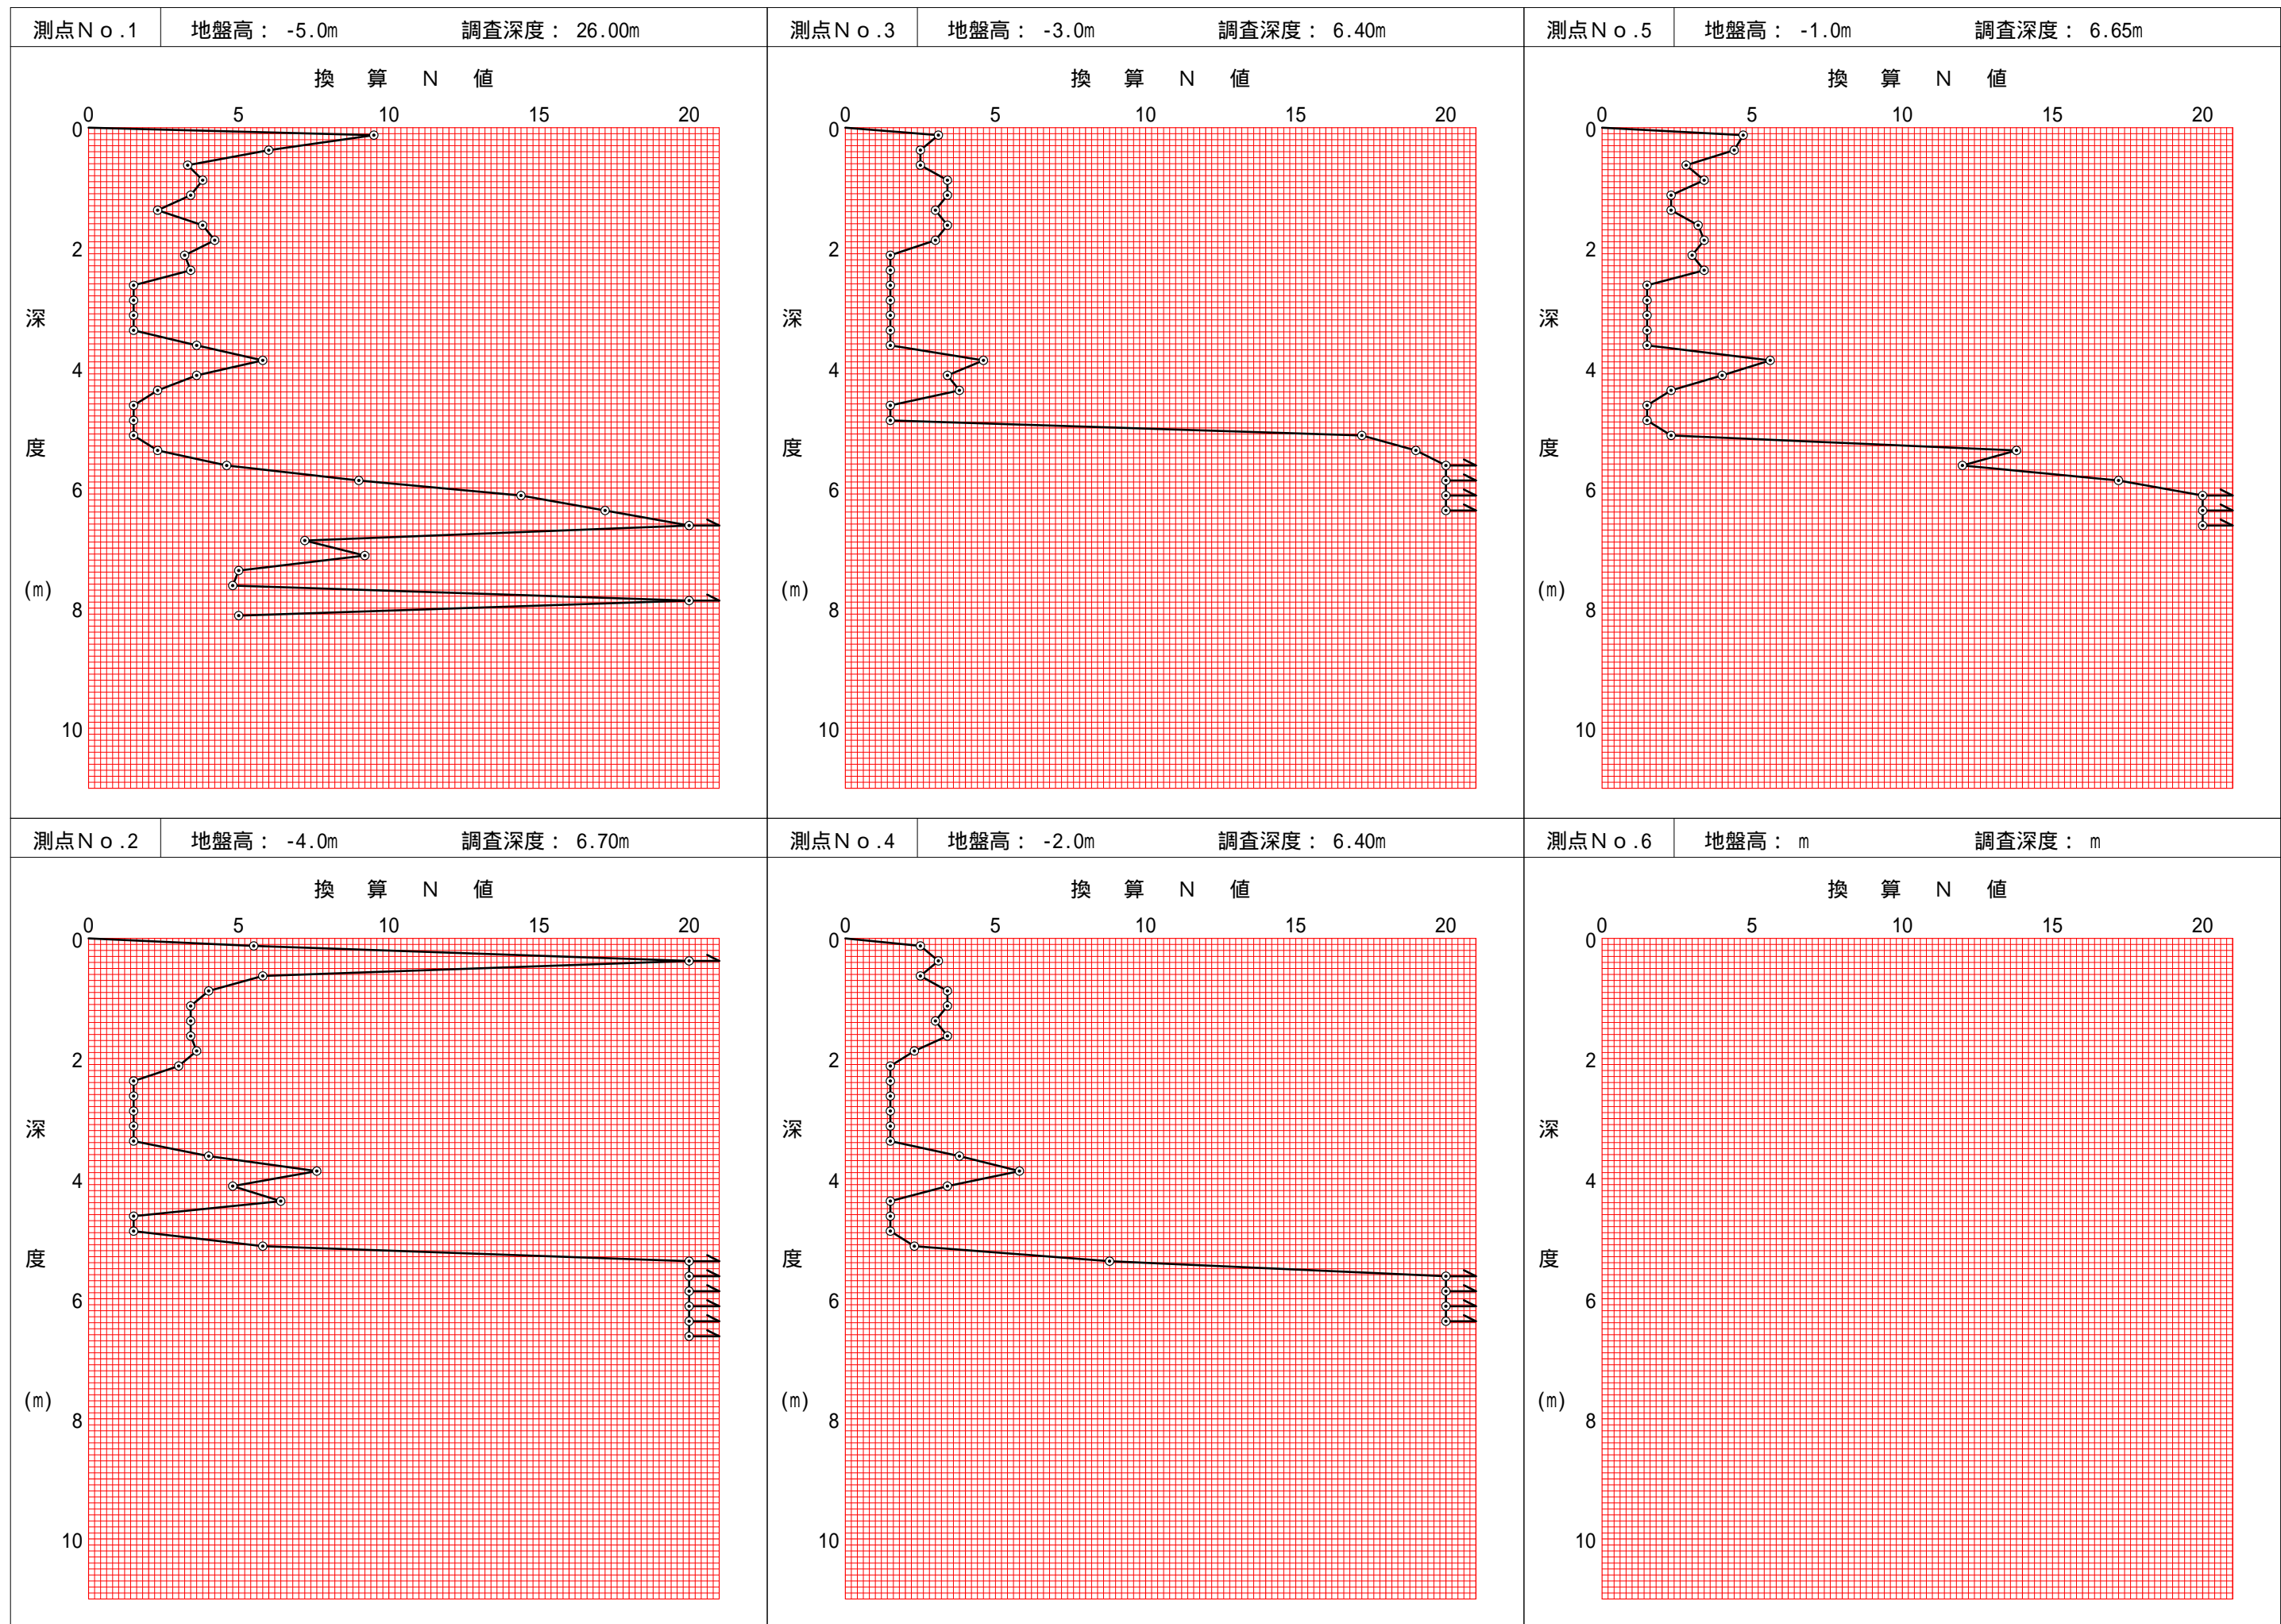 測点Ｎｏ.1 地盤高： -5.0m 調査深度： 26.00m
換 算 Ｎ 値
0 5 10 15 20
0
2
深
4
度
6
(m)
8
10
測点Ｎｏ.3 地盤高： -3.0m 調査深度： 6.40m
換 算 Ｎ 値
0 5 10 15 20
0
2
深
4
度
6
(m)
8
10
測点Ｎｏ.5 地盤高： -1.0m 調査深度： 6.65m
換 算 Ｎ 値
0 5 10 15 20
0
2
深
4
度
6
(m)
8
10
測点Ｎｏ.2 地盤高： -4.0m 調査深度： 6.70m
換 算 Ｎ 値
0 5 10 15 20
0
2
深
4
度
6
(m)
8
10
測点Ｎｏ.4 地盤高： -2.0m 調査深度： 6.40m
換 算 Ｎ 値
0 5 10 15 20
0
2
深
4
度
6
(m)
8
10
測点Ｎｏ.6 地盤高： m 調査深度： m
換 算 Ｎ 値
0 5 10 15 20
0
2
深
4
度
6
(m)
8
10